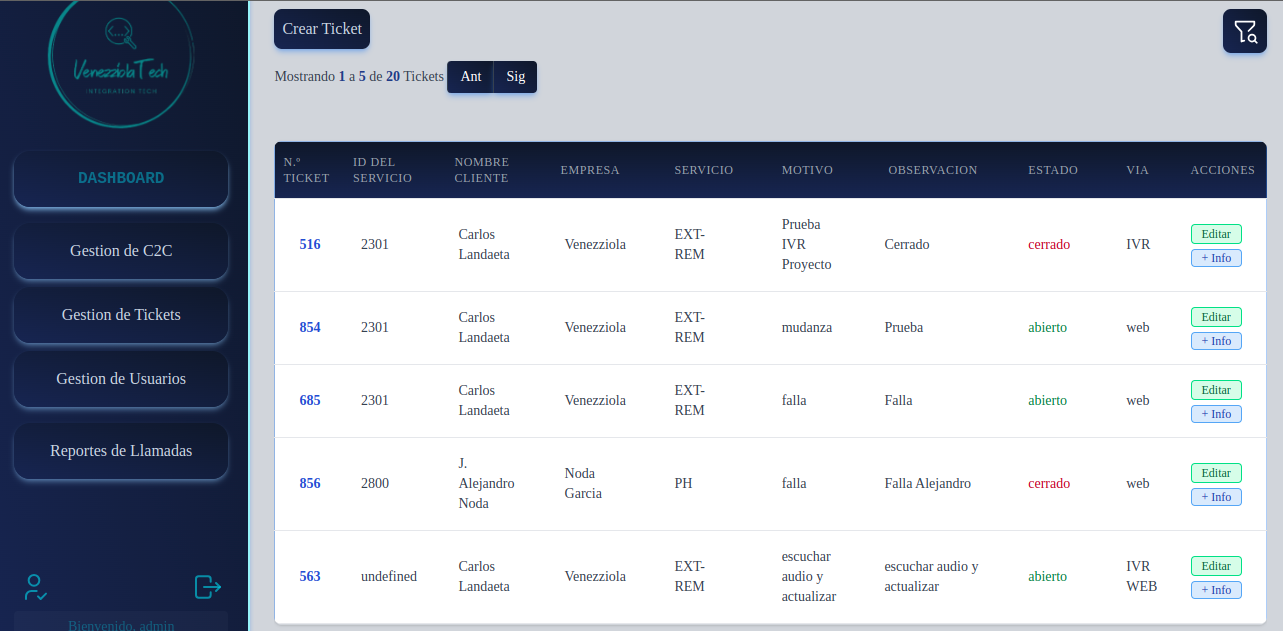 VenezziolaTech
INTEGRATION TECH
DASHBOARD
Gestion de C2C
Gestion de Tickets
Gestion de Usuarios
Reportes de Llamadas
Bienvenido, admin
Crear Ticket
Mostrando 1 a 5 de 20 Tickets Ant Sig
N.º TICKET ID DEL SERVICIO NOMBRE CLIENTE EMPRESA SERVICIO MOTIVO OBSERVACION ESTADO VIA ACCIONES
516 2301 Carlos Landaeta Venezziola EXT-REM Prueba IVR Proyecto Cerrado cerrado IVR Editar + Info
854 2301 Carlos Landaeta Venezziola EXT-REM mudanza Prueba abierto web Editar + Info
685 2301 Carlos Landaeta Venezziola EXT-REM falla Falla abierto web Editar + Info
856 2800 J. Alejandro Noda Noda Garcia PH falla Falla Alejandro cerrado web Editar + Info
563 undefined Carlos Landaeta Venezziola EXT-REM escuchar audio y actualizar escuchar audio y actualizar abierto IVR WEB Editar + Info